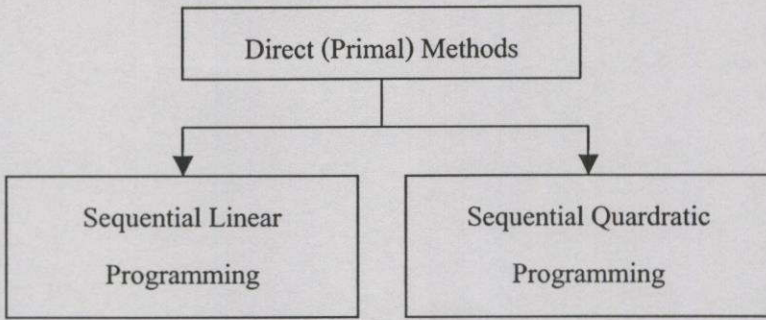 Direct (Primal) Methods
Sequential Linear
Programming
Sequential Quardratic
Programming